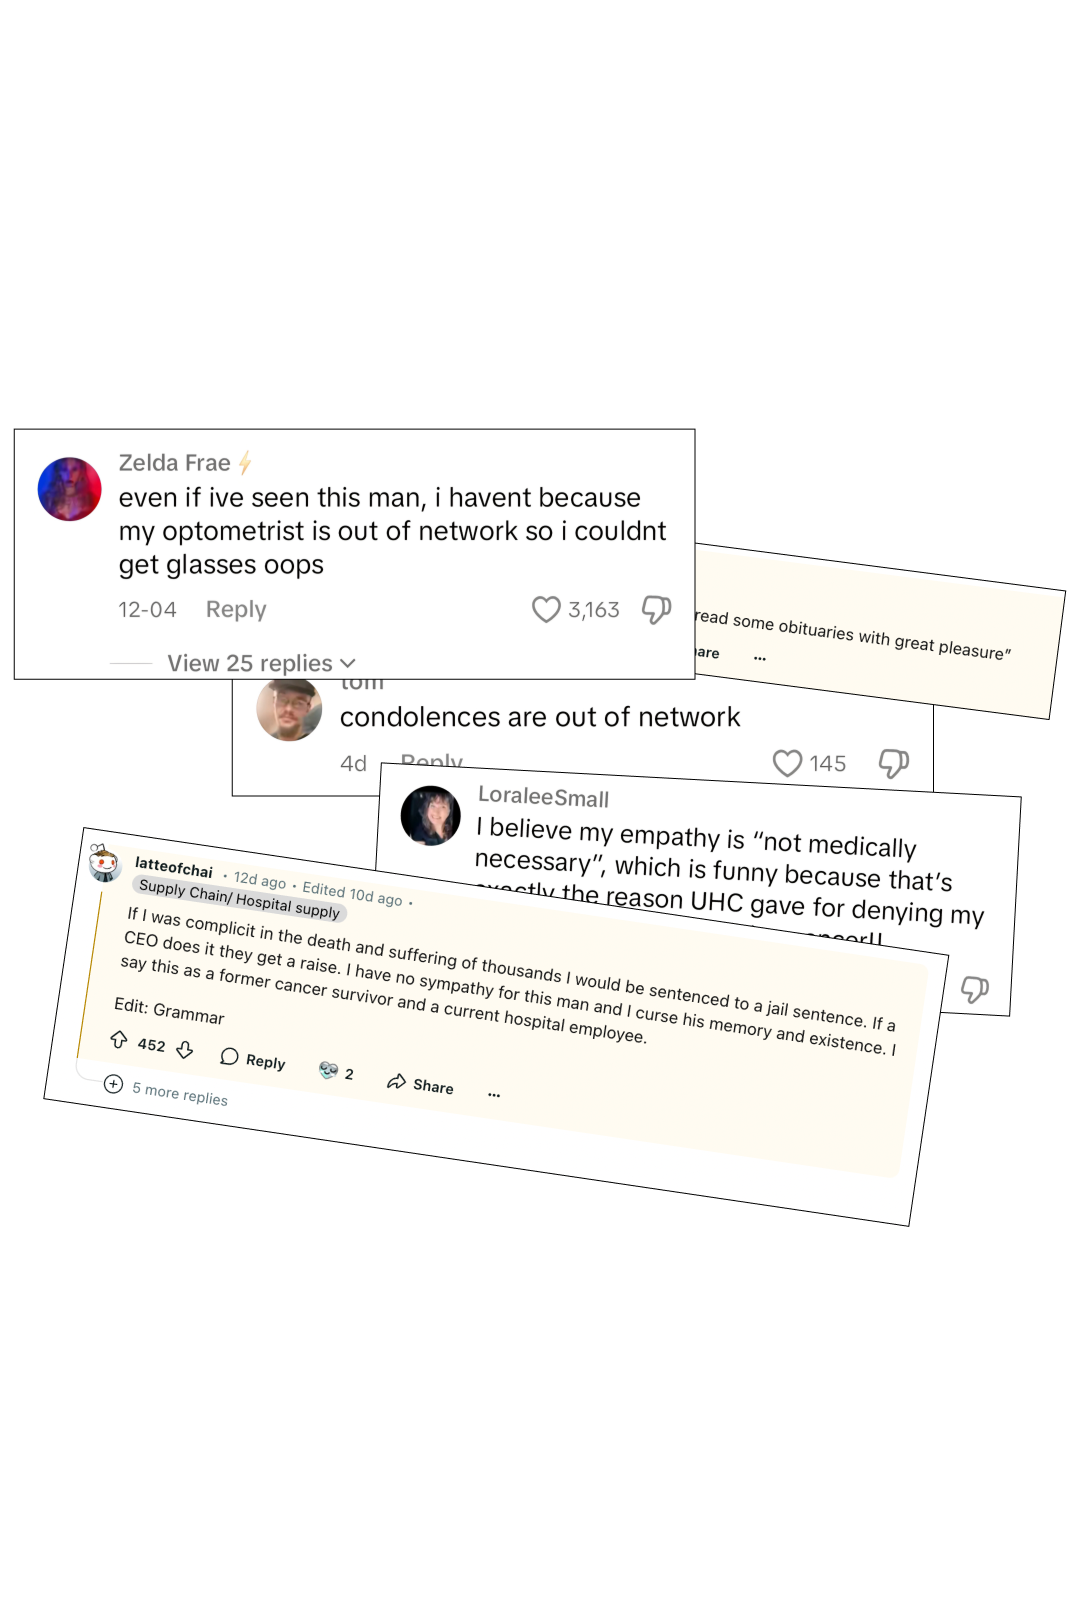 Zelda Frae⚡
even if ive seen this man, i havent because
my optometrist is out of network so i couldnt
get glasses oops
12-04 Reply 3,163
View 25 replies
read some obituaries with great pleasure”
...
tom
condolences are out of network
4d Reply 145
LoraleeSmall
I believe my empathy is “not medically
necessary”, which is funny because that’s
exactly the reason UHC gave for denying my
latteofchai • 12d ago • Edited 10d ago •
Supply Chain/ Hospital supply
If I was complicit in the death and suffering of thousands I would be sentenced to a jail sentence. If a
CEO does it they get a raise. I have no sympathy for this man and I curse his memory and existence. I
say this as a former cancer survivor and a current hospital employee.
Edit: Grammar
452 Reply 2 Share ...
5 more replies